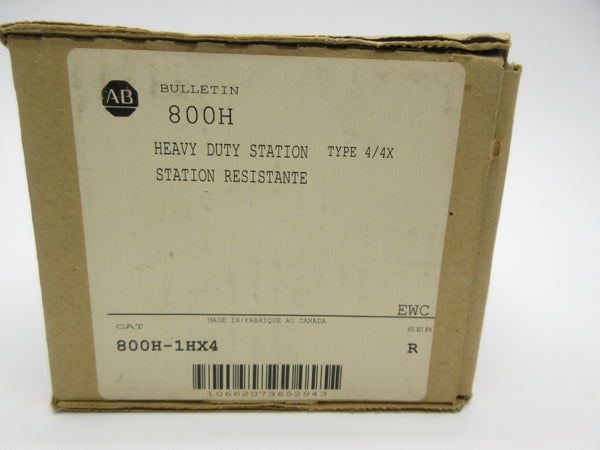 AB
BULLETIN
800H
HEAVY DUTY STATION TYPE 4/4X
STATION RESISTANTE
EWC
CAT MADE IN/FABRIQUE AU CANADA SER
800H-1HX4 R
10662073652943